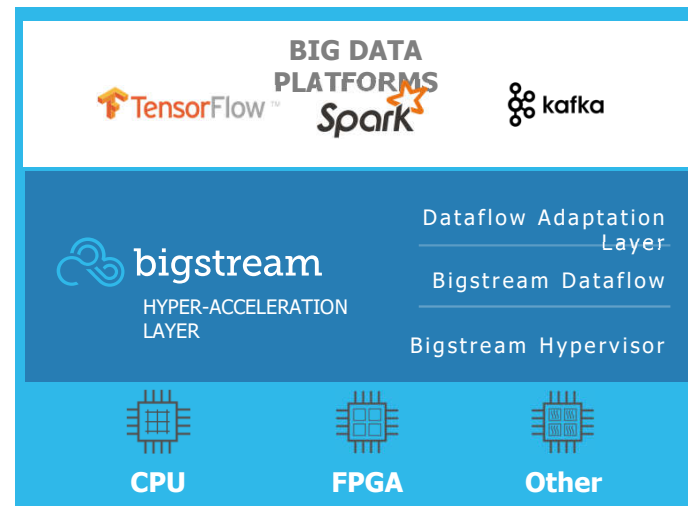 BIG DATA
PLATFORMS
TensorFlow ™
Spark
kafka
bigstream
HYPER-ACCELERATION
LAYER
Dataflow Adaptation
Layer
Bigstream Dataflow
Bigstream Hypervisor
CPU
FPGA
Other